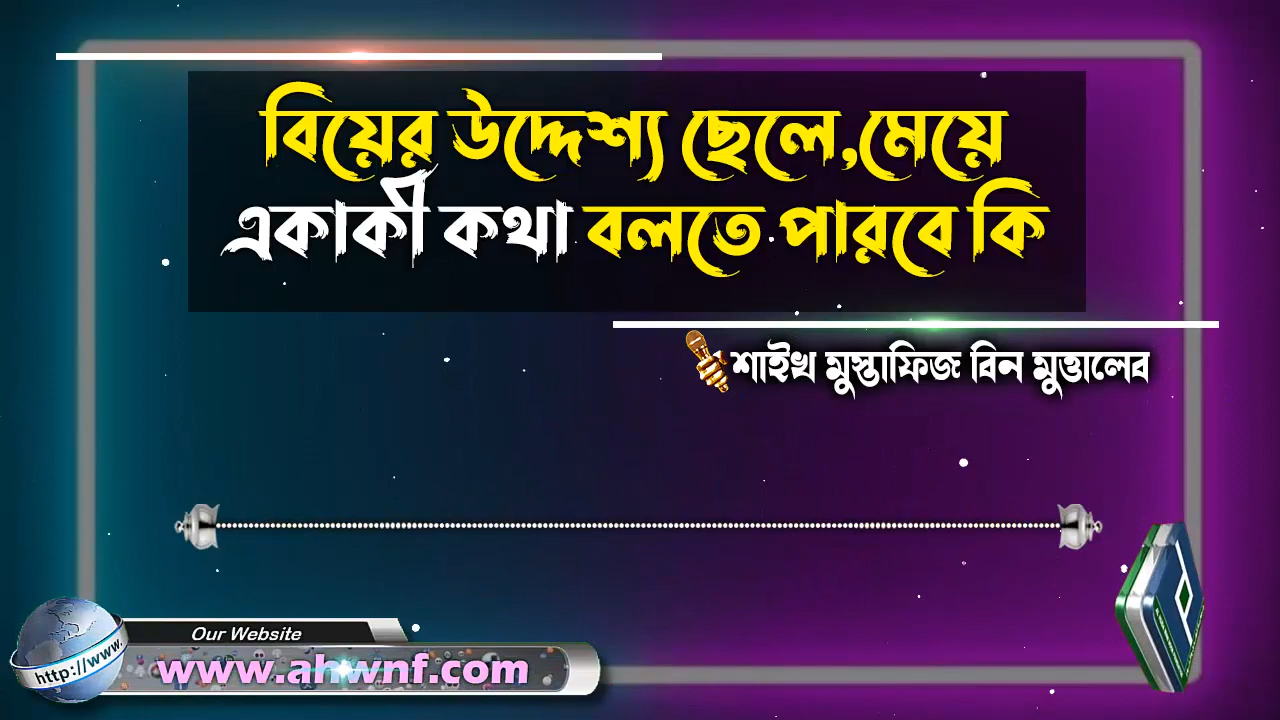 বিয়ের উদ্দেশ্য ছেলে,মেয়ে
একাকী কথা বলতে পারবে কি
শাইখ মুস্তাফিজ বিন মুত্তালেব
Our Website
http://www.
www.ahwnf.com